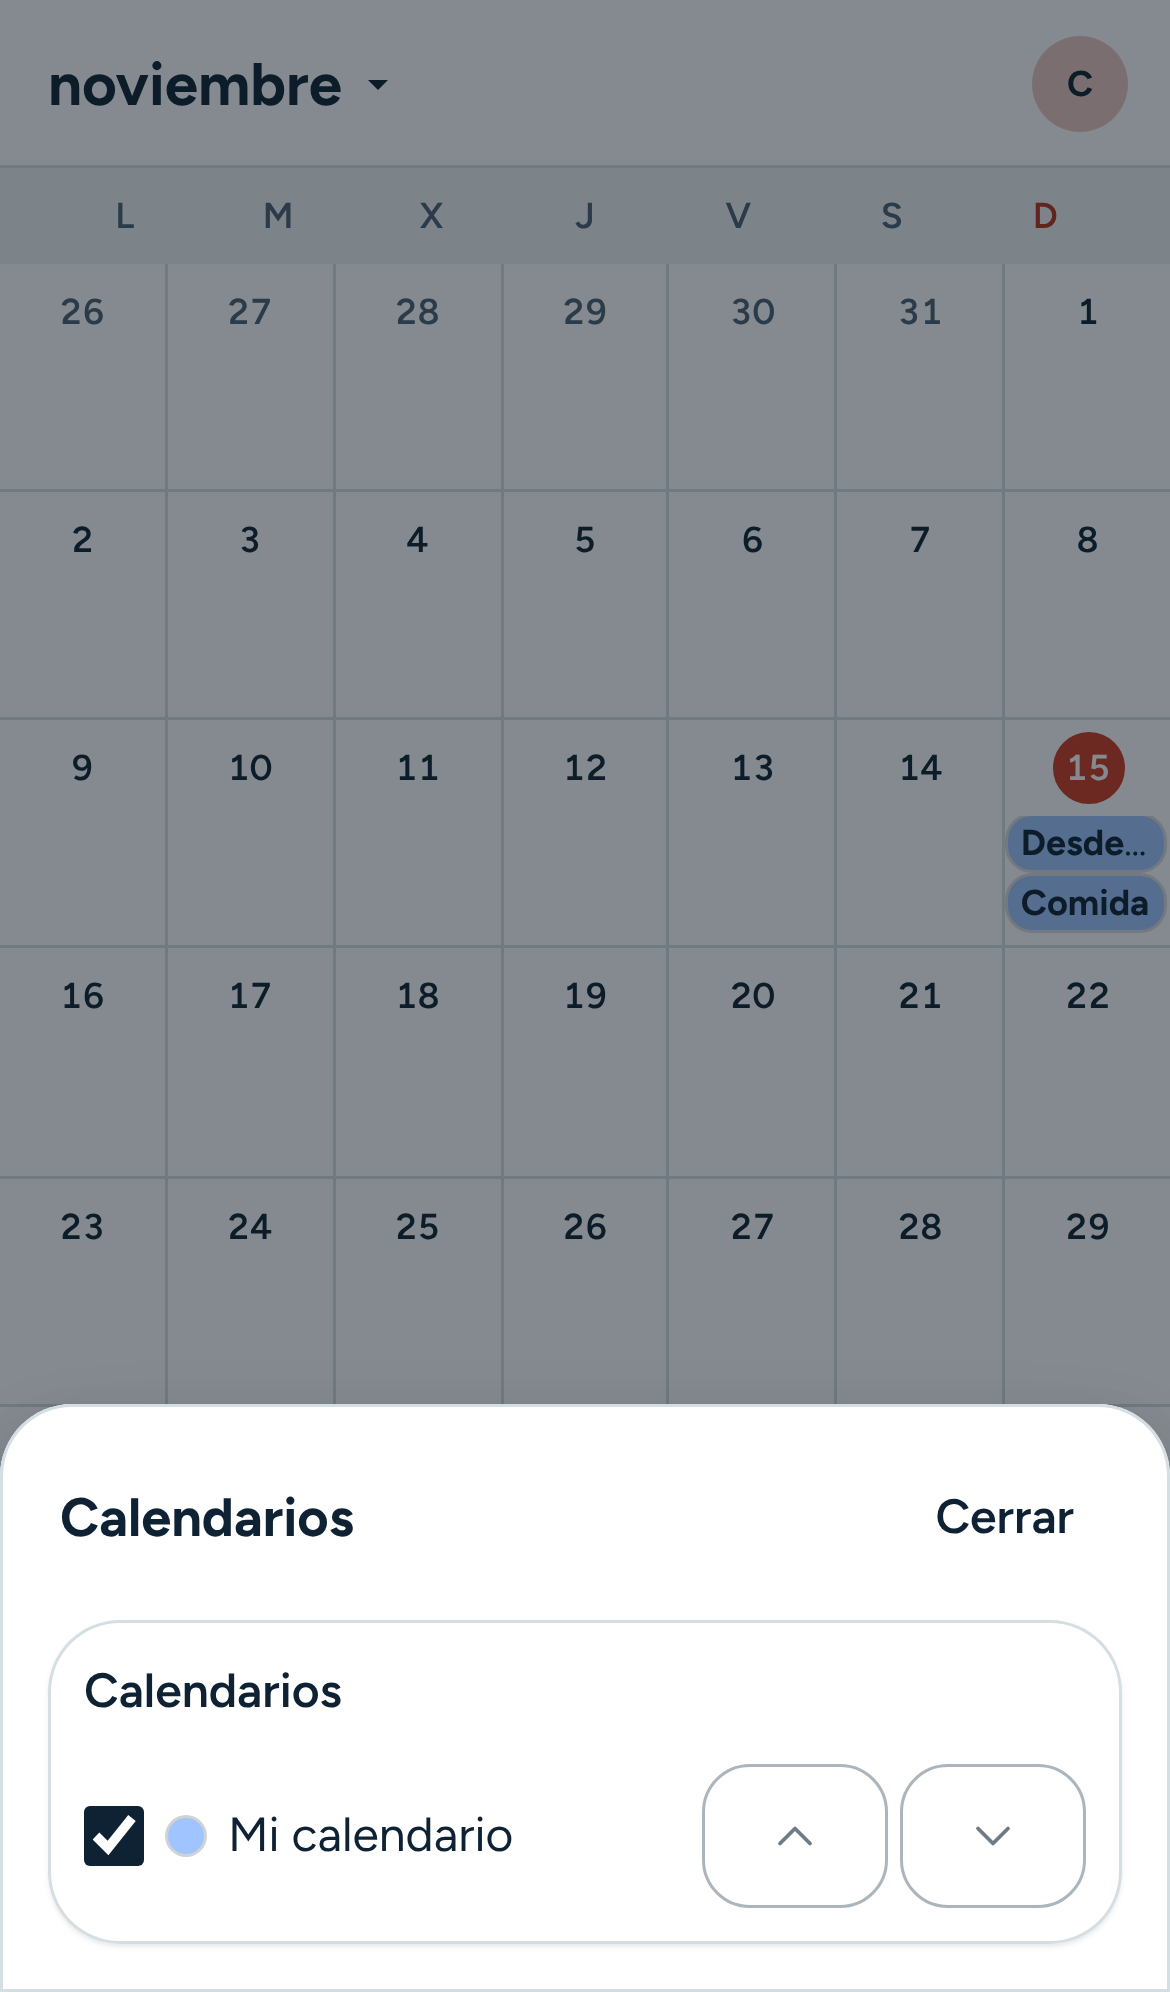 noviembre C
L M X J V S D
26 27 28 29 30 31 1
2 3 4 5 6 7 8
9 10 11 12 13 14 15
Desde...
Comida
16 17 18 19 20 21 22
23 24 25 26 27 28 29
Calendarios Cerrar
Calendarios
Mi calendario